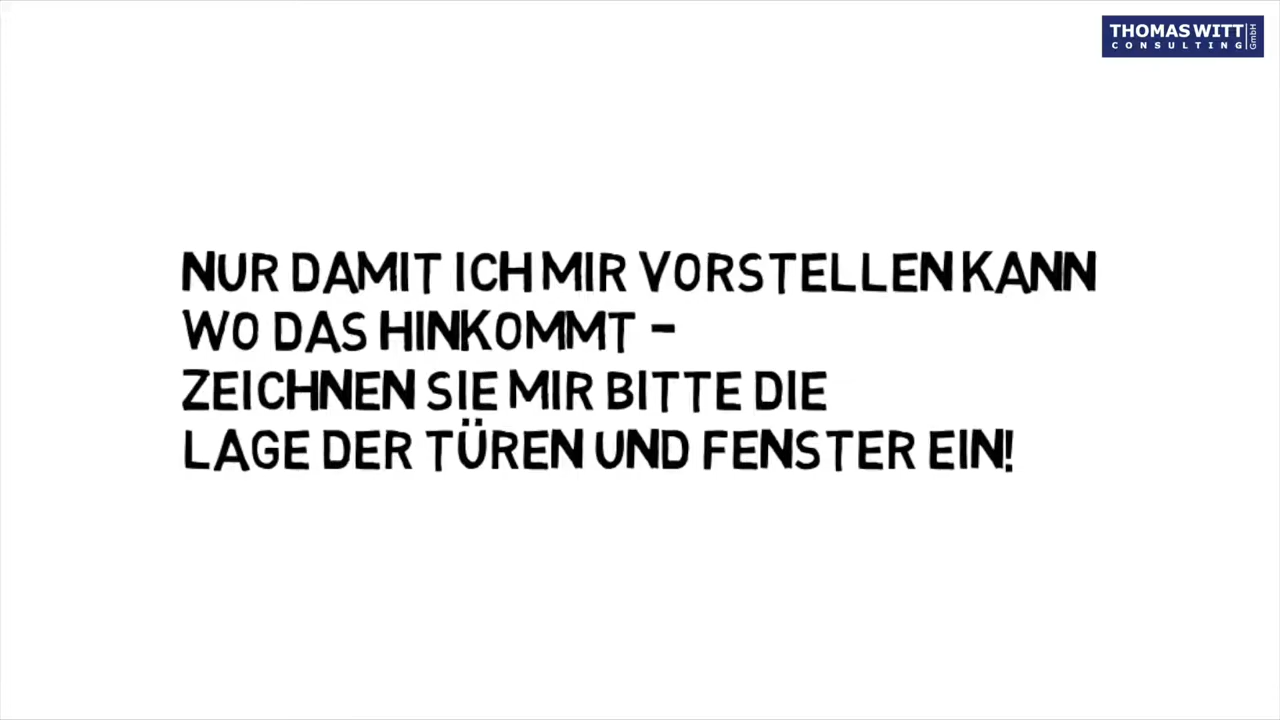 THOMAS WITT
CONSULTING
GmbH
NUR DAMIT ICH MIR VORSTELLEN KANN
WO DAS HINKOMMT -
ZEICHNEN SIE MIR BITTE DIE
LAGE DER TÜREN UND FENSTER EIN!